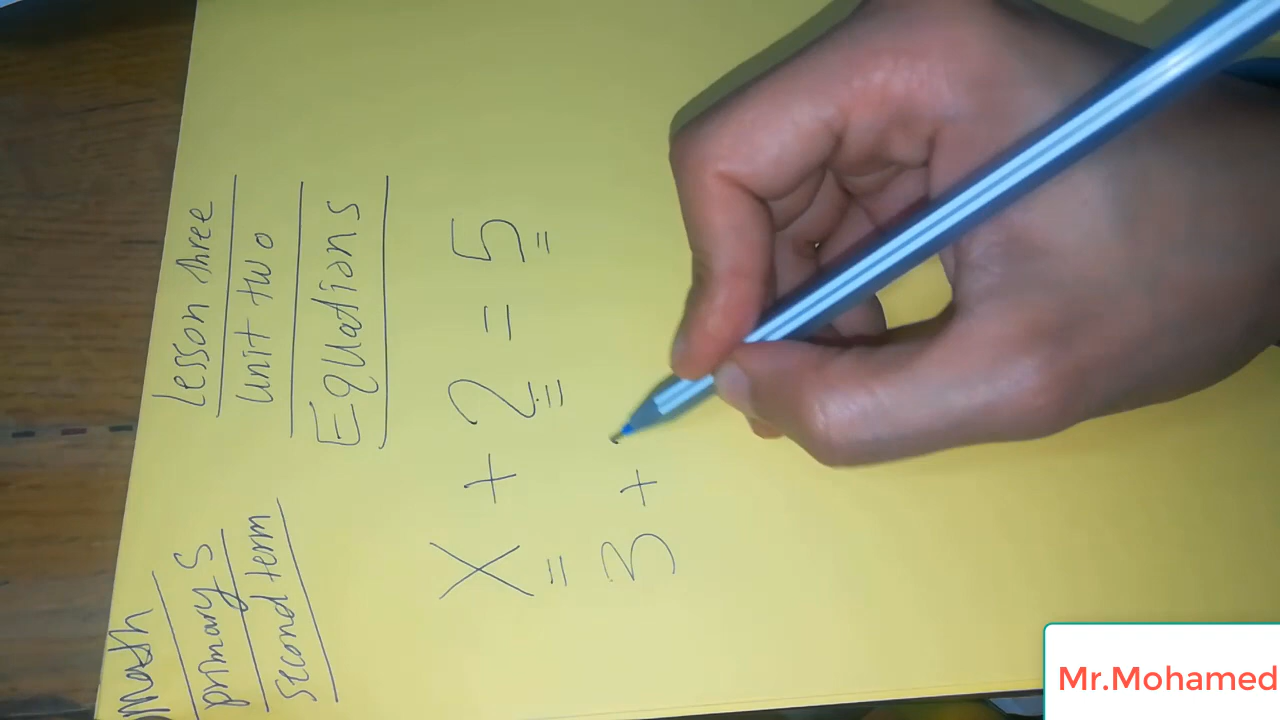 Math
primary 5
second term
Lesson three
unit two
Equations
X + 2 = 5
3 +
Mr.Mohamed